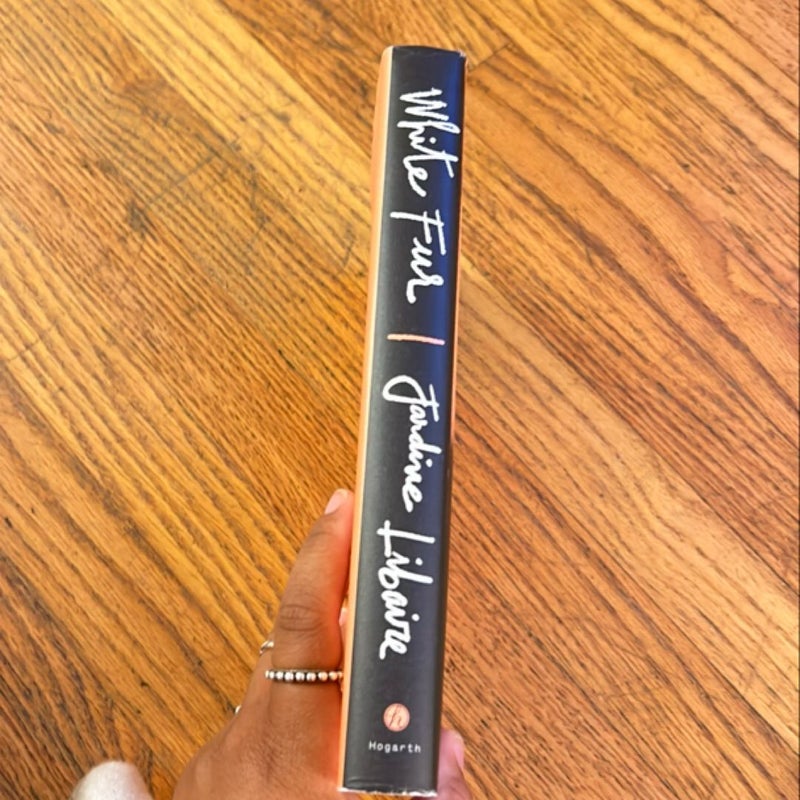 White Fur | Jardine Libaire
h
Hogarth